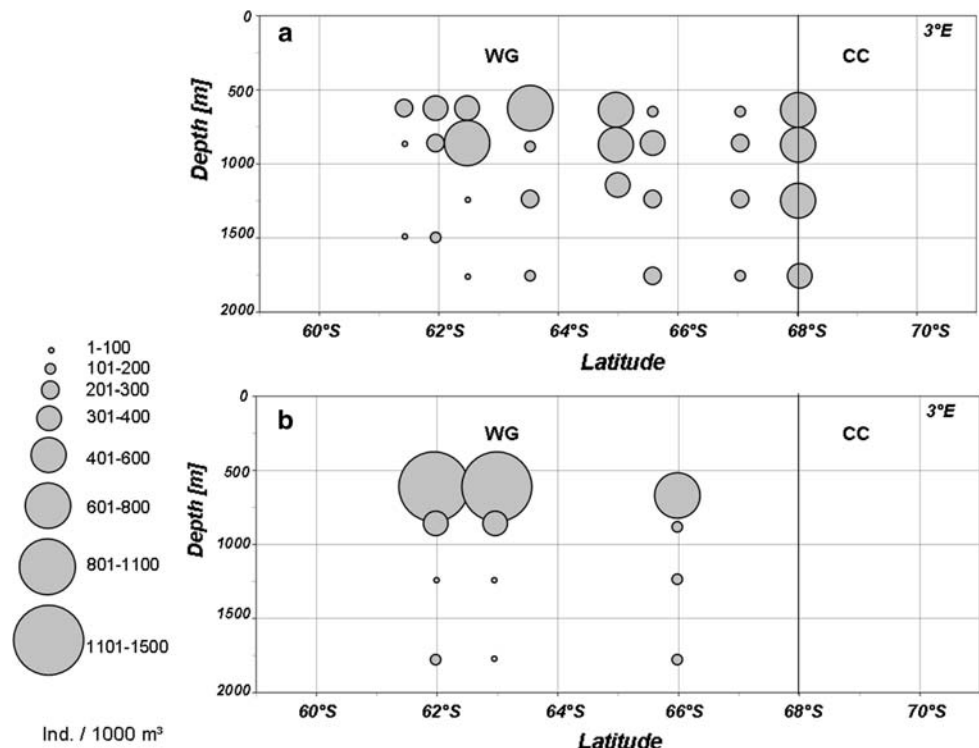 0
a
3°E
WG
CC
500
Depth [m]
1000
1500
2000
60°S
62°S
64°S
66°S
68°S
70°S
Latitude
1-100
101-200
201-300
301-400
401-600
601-800
801-1100
1101-1500
Ind. / 1000 m³
0
b
3°E
WG
CC
500
Depth [m]
1000
1500
2000
60°S
62°S
64°S
66°S
68°S
70°S
Latitude